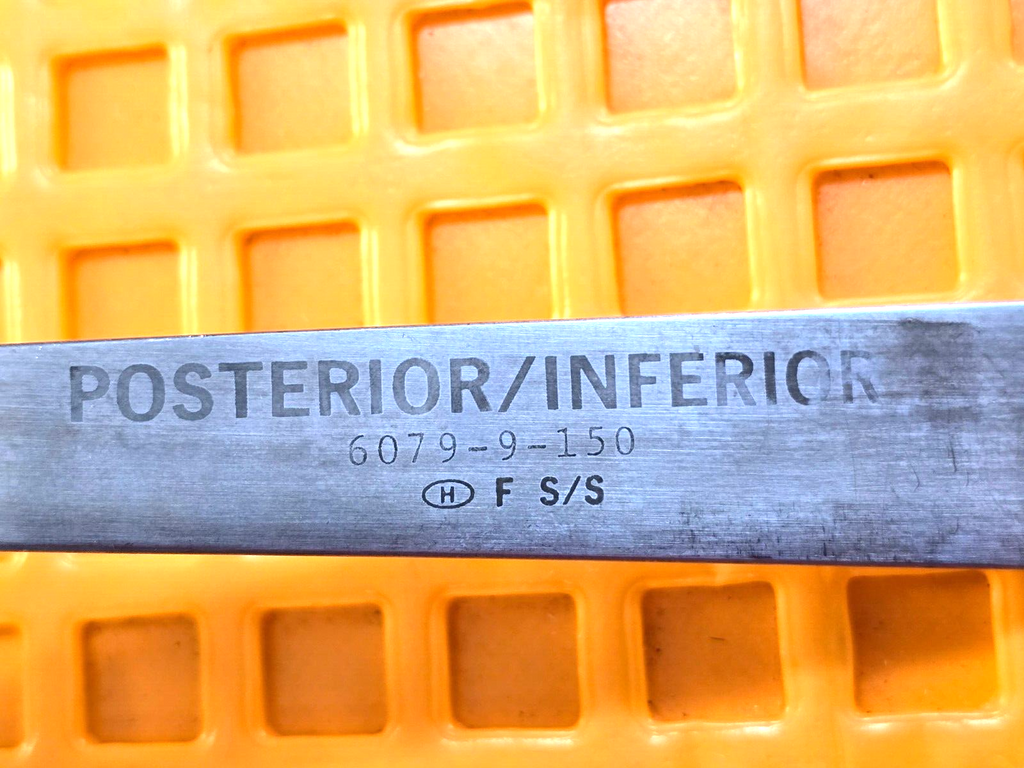 POSTERIOR/INFERIOR
6079-9-150
Ⓗ F S/S